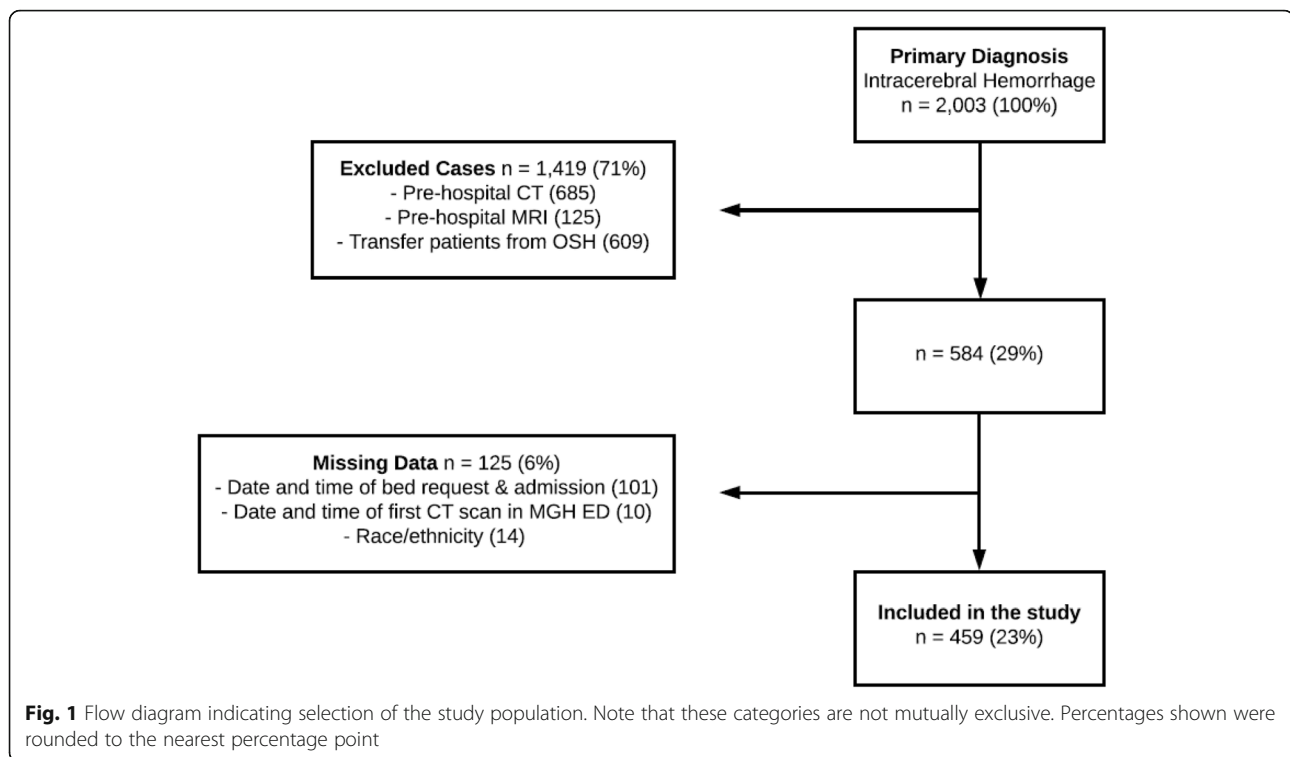 Primary Diagnosis
Intracerebral Hemorrhage
n = 2,003 (100%)
Excluded Cases n = 1,419 (71%)
- Pre-hospital CT (685)
- Pre-hospital MRI (125)
- Transfer patients from OSH (609)
n = 584 (29%)
Missing Data n = 125 (6%)
- Date and time of bed request & admission (101)
- Date and time of first CT scan in MGH ED (10)
- Race/ethnicity (14)
Included in the study
n = 459 (23%)
Fig. 1 Flow diagram indicating selection of the study population. Note that these categories are not mutually exclusive. Percentages shown were
rounded to the nearest percentage point